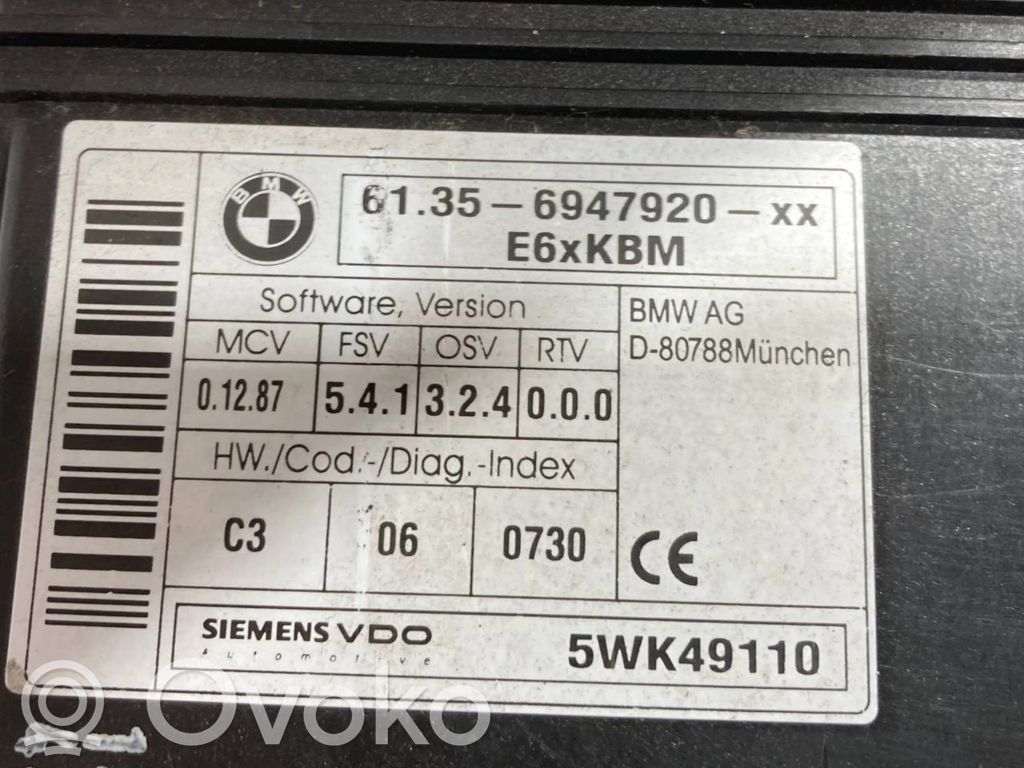 BMW
61.35-6947920-xx
E6xKBM
Software, Version
MCV FSV OSV RTV
0.12.87 5.4.1 3.2.4 0.0.0
HW./Cod.-/Diag.-Index
C3 06 0730
BMW AG
D-80788München
CE
SIEMENS VDO
Automotive
5WK49110
Ovoko